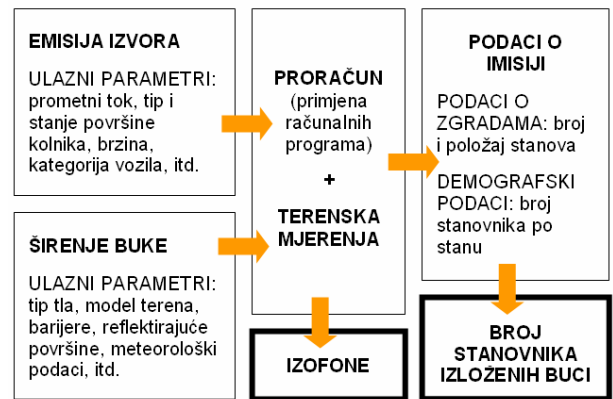 EMISIJA IZVORA
ULAZNI PARAMETRI:
prometni tok, tip i
stanje površine
kolnika, brzina,
kategorija vozila, itd.
ŠIRENJE BUKE
ULAZNI PARAMETRI:
tip tla, model terena,
barijere, reflektirajuće
površine, meteorološki
podaci, itd.
PRORAČUN
(primjena
računalnih
programa)
+
TERENSKA
MJERENJA
IZOFONE
PODACI O
IMISIJI
PODACI O
ZGRADAMA: broj
i položaj stanova
DEMOGRAFSKI
PODACI: broj
stanovnika po
stanu
BROJ
STANOVNIKA
IZLOŽENIH BUCI